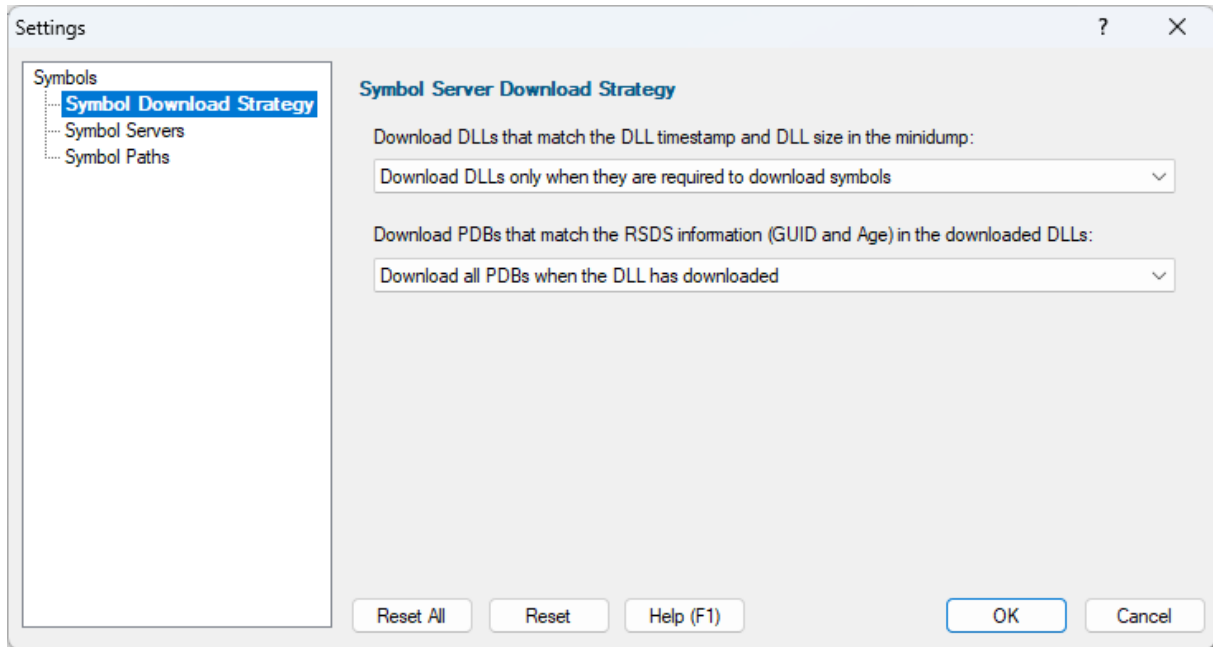 Settings
?
Symbols
Symbol Download Strategy
Symbol Servers
Symbol Paths
Symbol Server Download Strategy
Download DLLs that match the DLL timestamp and DLL size in the minidump:
Download DLLs only when they are required to download symbols
Download PDBs that match the RSDS information (GUID and Age) in the downloaded DLLs:
Download all PDBs when the DLL has downloaded
Reset All Reset Help (F1) OK Cancel